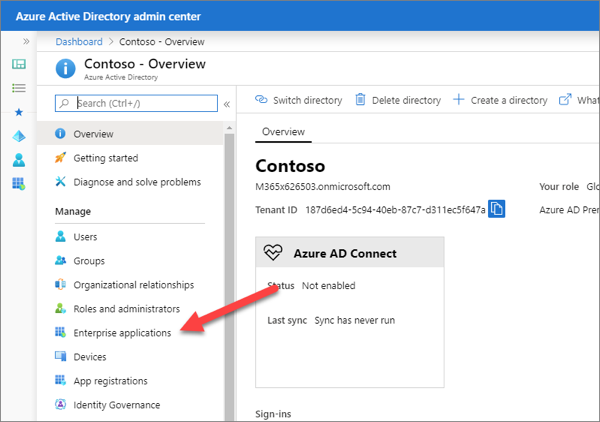 Azure Active Directory admin center
Dashboard > Contoso - Overview
Contoso - Overview
Azure Active Directory
Search (Ctrl+/)
Overview
Getting started
Diagnose and solve problems
Manage
Users
Groups
Organizational relationships
Roles and administrators
Enterprise applications
Devices
App registrations
Identity Governance
Switch directory
Delete directory
Create a directory
What
Overview
Contoso
M365x626503.onmicrosoft.com
Your role Glo
Tenant ID 187d6ed4-5c94-40eb-87c7-d311ec5f647a
Azure AD Pre
Azure AD Connect
Status Not enabled
Last sync Sync has never run
Sign-ins